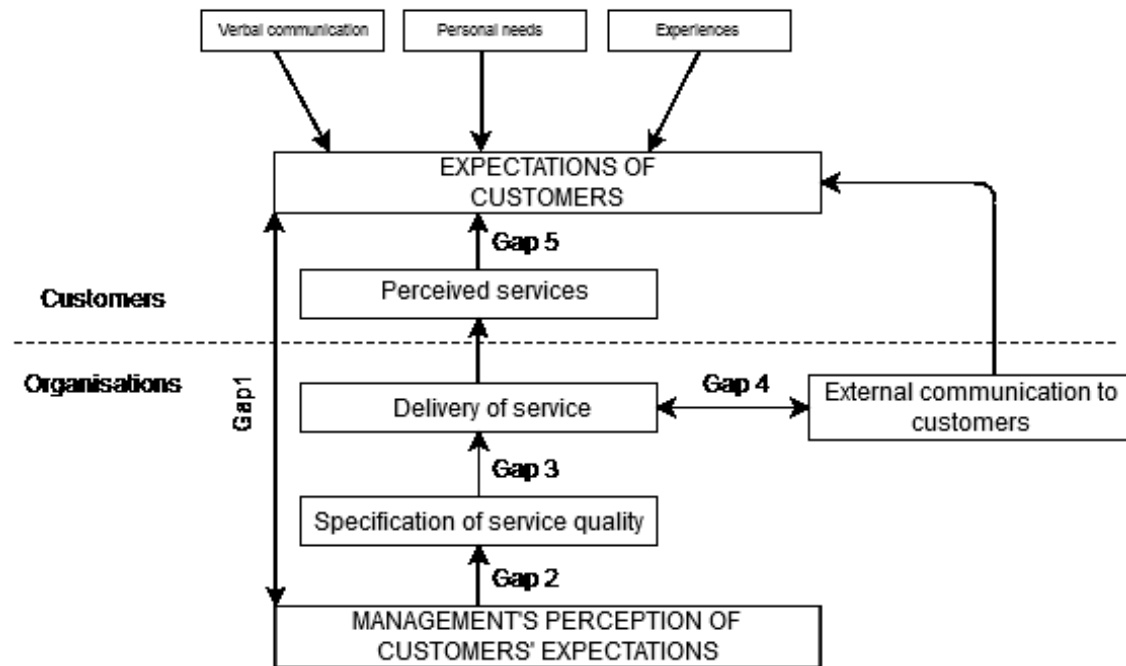 Verbal communication
Personal needs
Experiences
EXPECTATIONS OF
CUSTOMERS
Gap 5
Perceived services
Customers
Organisations
Gap1
Delivery of service
Gap 4
External communication to
customers
Gap 3
Specification of service quality
Gap 2
MANAGEMENT'S PERCEPTION OF
CUSTOMERS' EXPECTATIONS